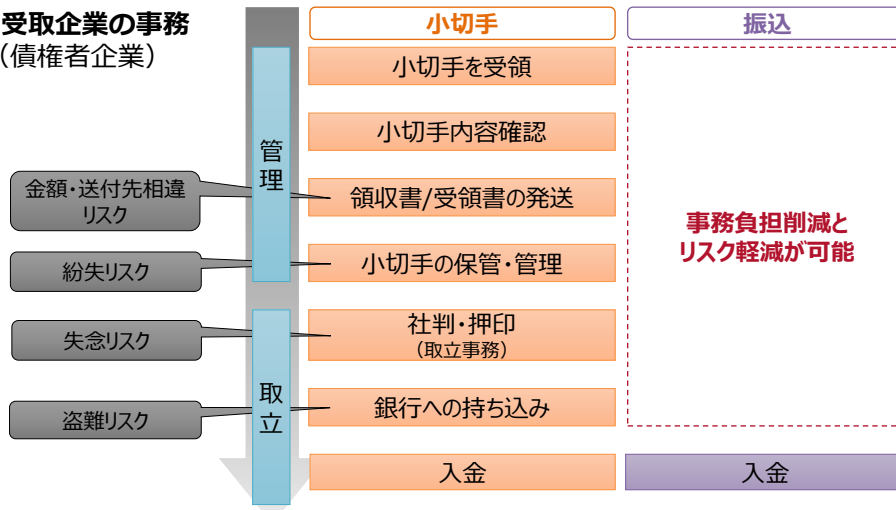 受取企業の事務
（債権者企業）
小切手
振込
管理
小切手を受領
小切手内容確認
金額・送付先相違
リスク
領収書/受領書の発送
紛失リスク
小切手の保管・管理
事務負担削減と
リスク軽減が可能
取立
失念リスク
社判・押印
（取立事務）
盗難リスク
銀行への持ち込み
入金
入金